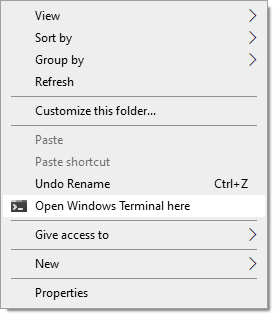 View
Sort by
Group by
Refresh
Customize this folder...
Paste
Paste shortcut
Undo Rename Ctrl+Z
Open Windows Terminal here
Give access to
New
Properties